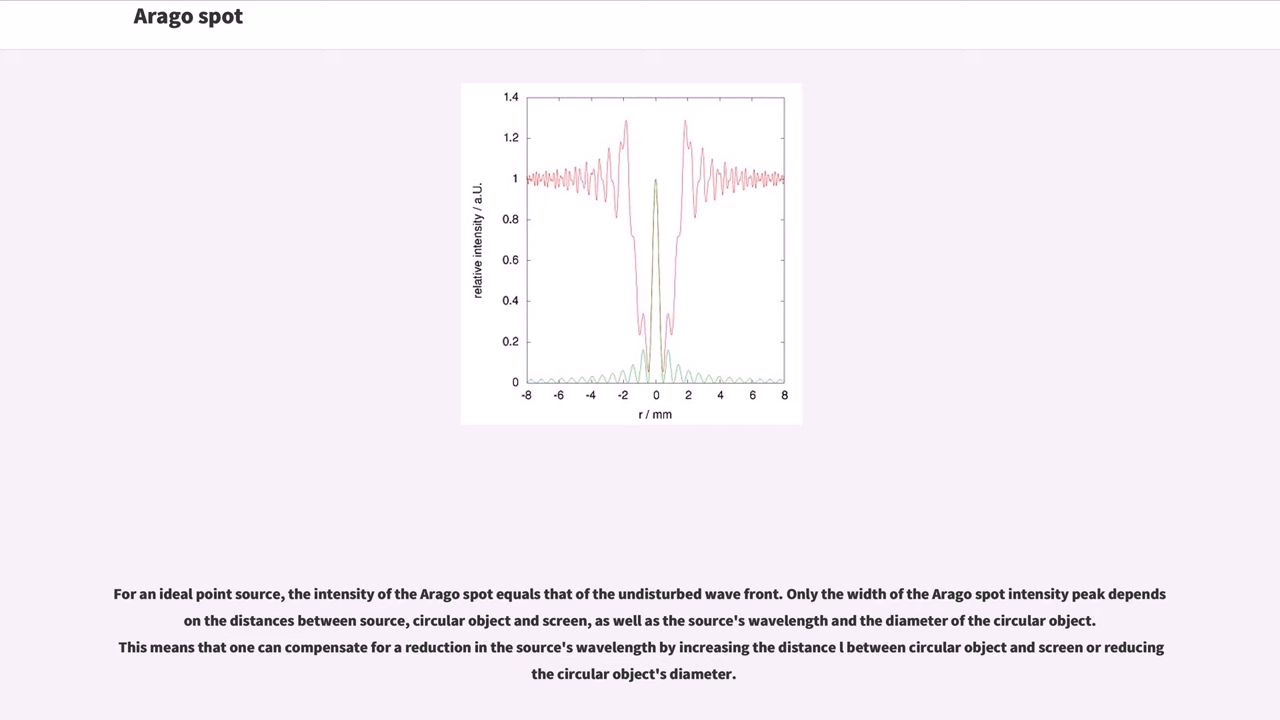 Arago spot
1.4
1.2
1
0.8
0.6
0.4
0.2
0
relative intensity / a.U.
-8 -6 -4 -2 0 2 4 6 8
r / mm
For an ideal point source, the intensity of the Arago spot equals that of the undisturbed wave front. Only the width of the Arago spot intensity peak depends
on the distances between source, circular object and screen, as well as the source's wavelength and the diameter of the circular object.
This means that one can compensate for a reduction in the source's wavelength by increasing the distance l between circular object and screen or reducing
the circular object's diameter.